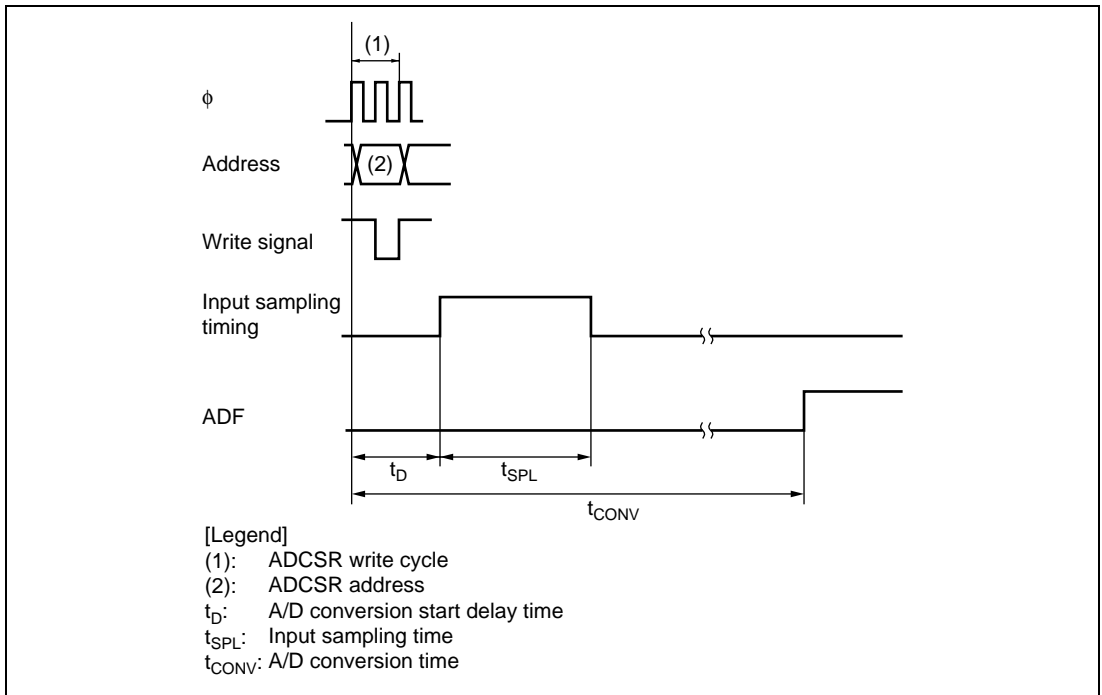 (1)
ϕ
Address
(2)
Write signal
Input sampling
timing
ADF
tD
tSPL
tCONV
[Legend]
(1): ADCSR write cycle
(2): ADCSR address
tD: A/D conversion start delay time
tSPL: Input sampling time
tCONV: A/D conversion time